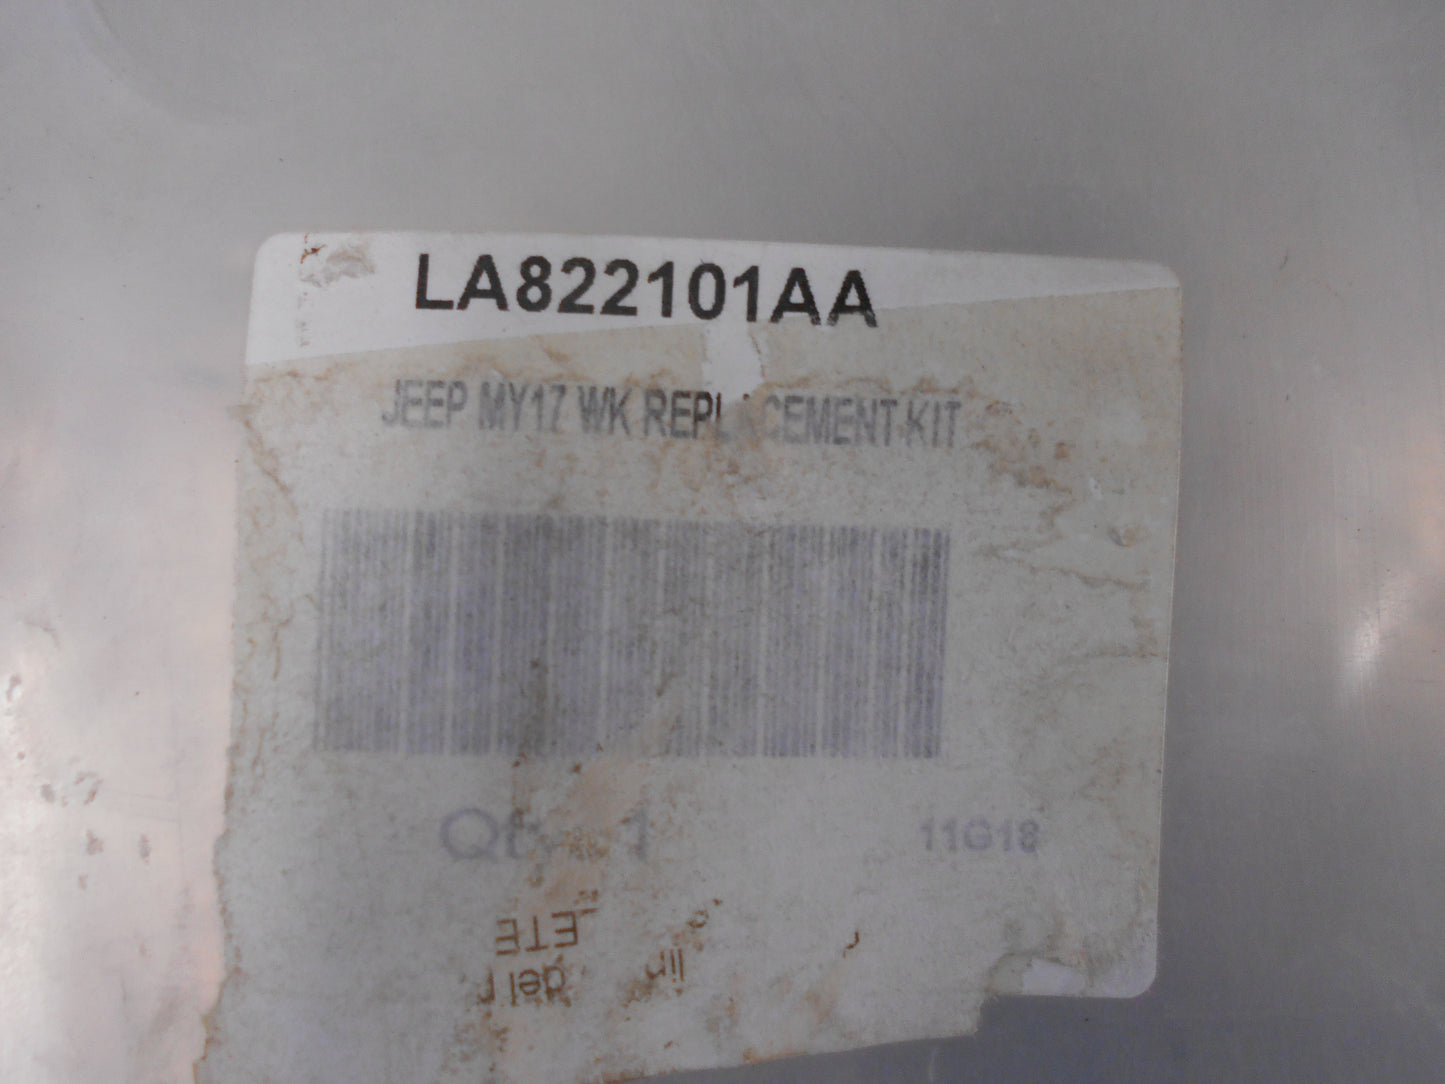 LA822101AA
JEEP MY17 WK REPLACEMENT KIT
Qty 1 11G18